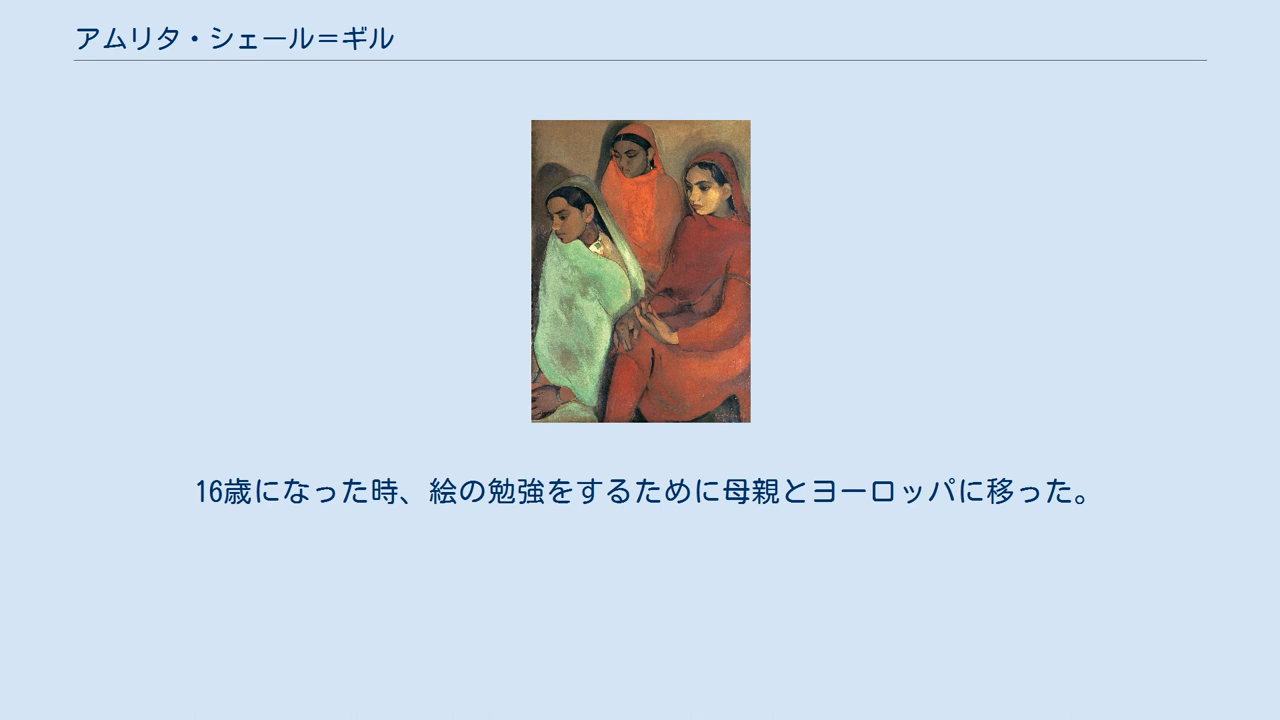 アムリタ・シェール＝ギル
16歳になった時、絵の勉強をするために母親とヨーロッパに移った。